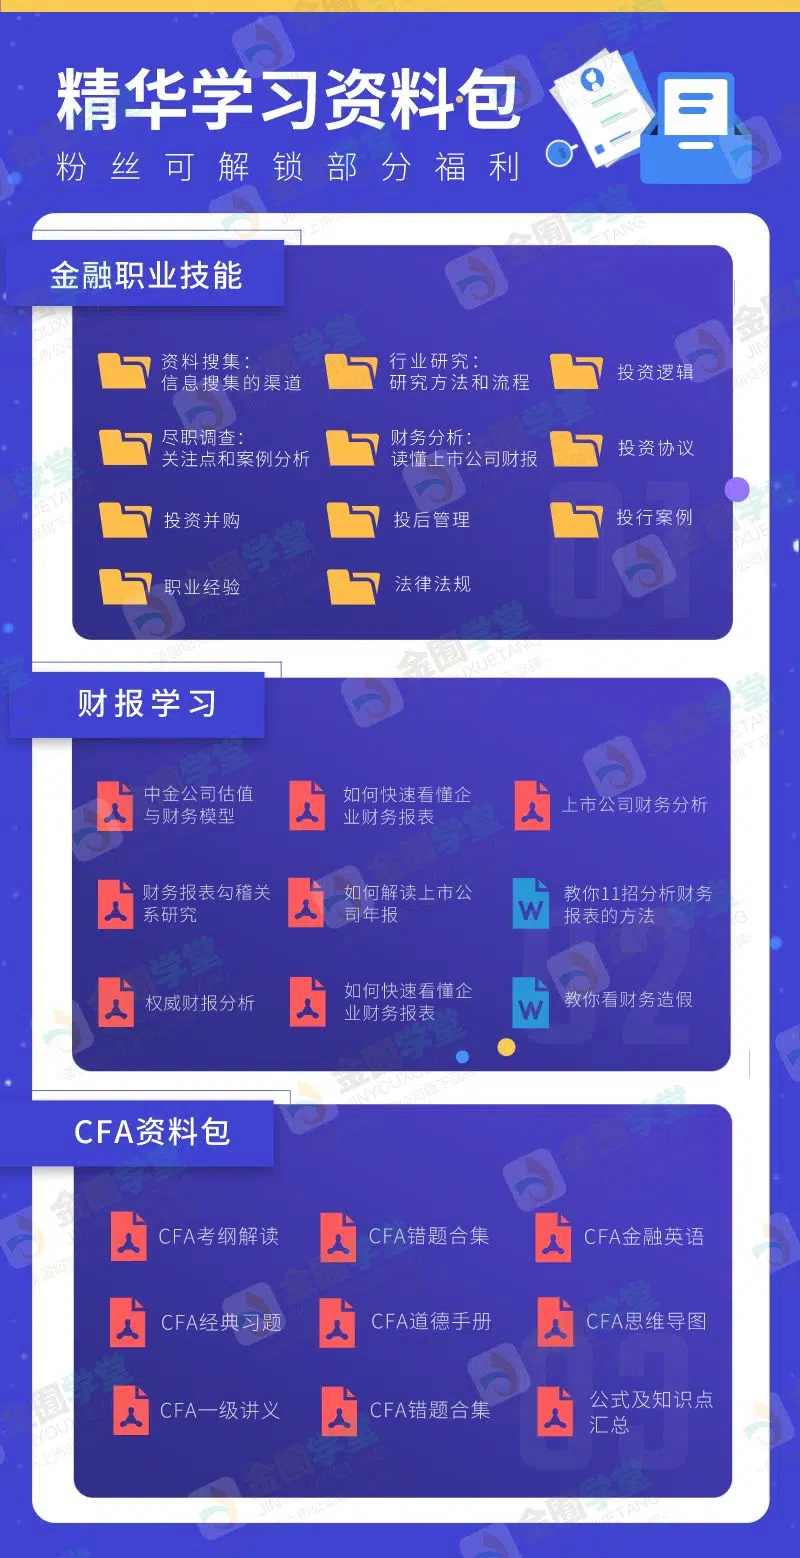 精华学习资料包
粉丝可解锁部分福利
金融职业技能
资料搜集：
信息搜集的渠道
行业研究：
研究方法和流程
投资逻辑
尽职调查：
关注点和案例分析
财务分析：
读懂上市公司财报
投资协议
投资并购
投后管理
投行案例
职业经验
法律法规
01
财报学习
中金公司估值
与财务模型
如何快速看懂企
业财务报表
上市公司财务分析
财务报表勾稽关
系研究
如何解读上市公
司年报
W
教你11招分析财务
报表的方法
权威财报分析
如何快速看懂企
业财务报表
W
教你看财务造假
02
CFA资料包
CFA考纲解读
CFA错题合集
CFA金融英语
CFA经典习题
CFA道德手册
CFA思维导图
CFA一级讲义
CFA错题合集
公式及知识点
汇总
03
金囿学堂
JINYOUXUETANG